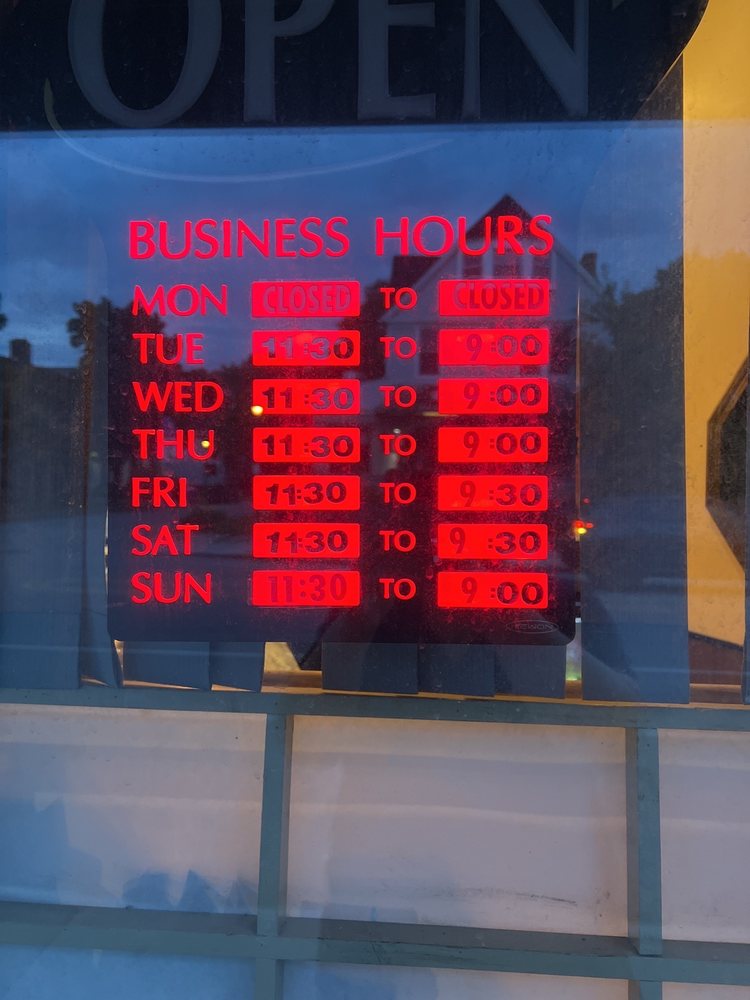 OPEN
BUSINESS HOURS
MON CLOSED TO CLOSED
TUE 11:30 TO 9:00
WED 11:30 TO 9:00
THU 11:30 TO 9:00
FRI 11:30 TO 9:30
SAT 11:30 TO 9:30
SUN 11:30 TO 9:00